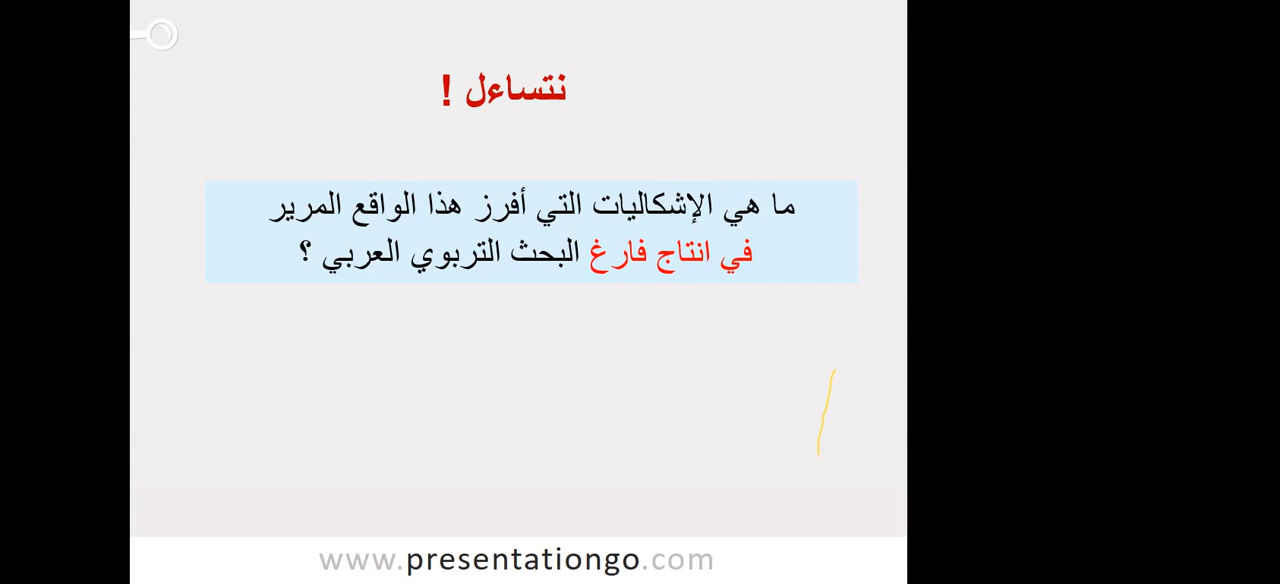 نتساءل !
ما هي الإشكاليات التي أفرز هذا الواقع المرير
في انتاج فارغ البحث التربوي العربي ؟
www.presentationgo.com